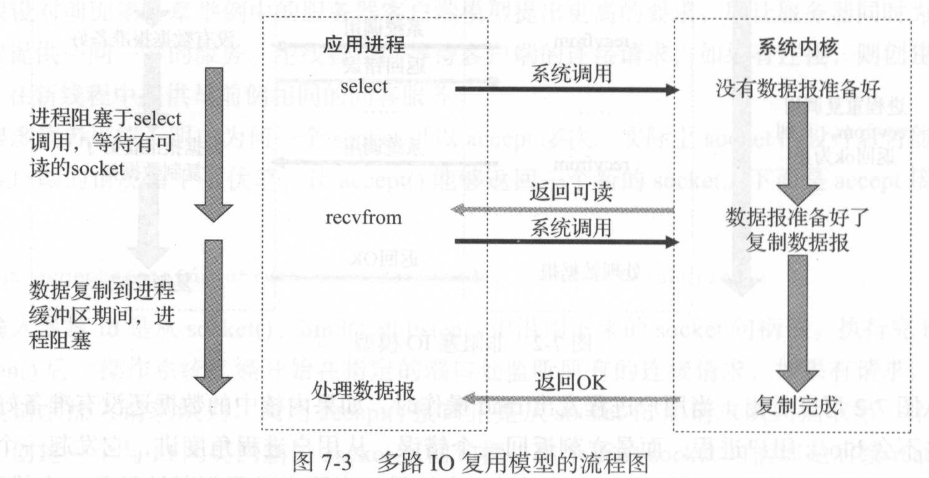 应用进程
系统内核
select
系统调用
没有数据报准备好
进程阻塞于select
调用，等待有可
读的socket
返回可读
recvfrom
系统调用
数据报准备好了
复制数据报
数据复制到进程
缓冲区期间，进
程阻塞
处理数据报
返回OK
复制完成
图 7-3 多路 IO 复用模型的流程图